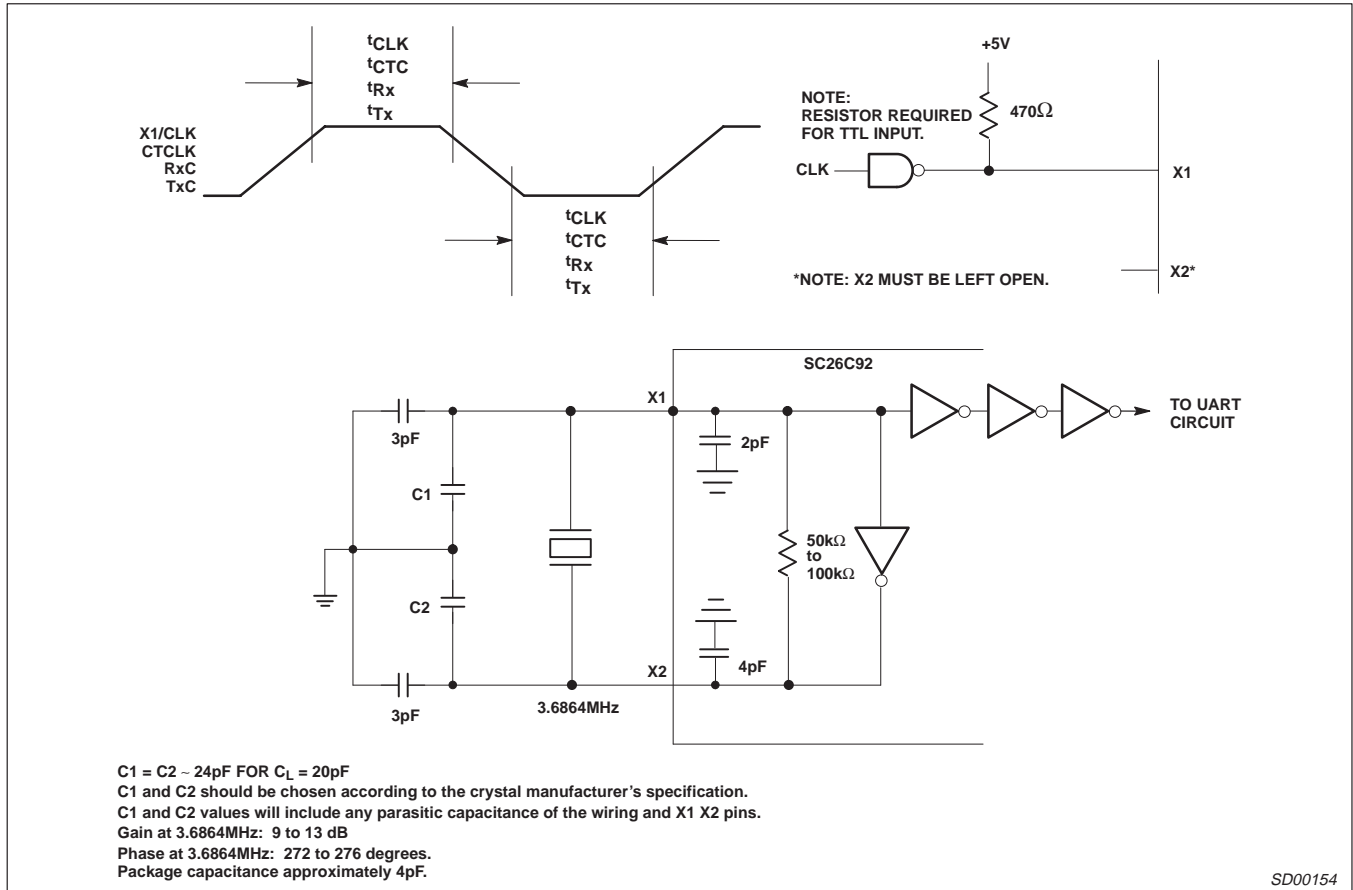 tCLK
tCTC
tRx
tTx
X1/CLK
CTCLK
RxC
TxC
tCLK
tCTC
tRx
tTx
+5V
NOTE:
RESISTOR REQUIRED
FOR TTL INPUT.
470Ω
CLK
X1
X2*
*NOTE: X2 MUST BE LEFT OPEN.
SC26C92
X1
TO UART
CIRCUIT
3pF
2pF
C1
50kΩ
to
100kΩ
C2
4pF
X2
3pF
3.6864MHz
C1 = C2 ~ 24pF FOR CL = 20pF
C1 and C2 should be chosen according to the crystal manufacturer’s specification.
C1 and C2 values will include any parasitic capacitance of the wiring and X1 X2 pins.
Gain at 3.6864MHz: 9 to 13 dB
Phase at 3.6864MHz: 272 to 276 degrees.
Package capacitance approximately 4pF.
SD00154